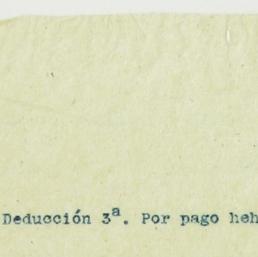 Deducción 3ª. Por pago heh